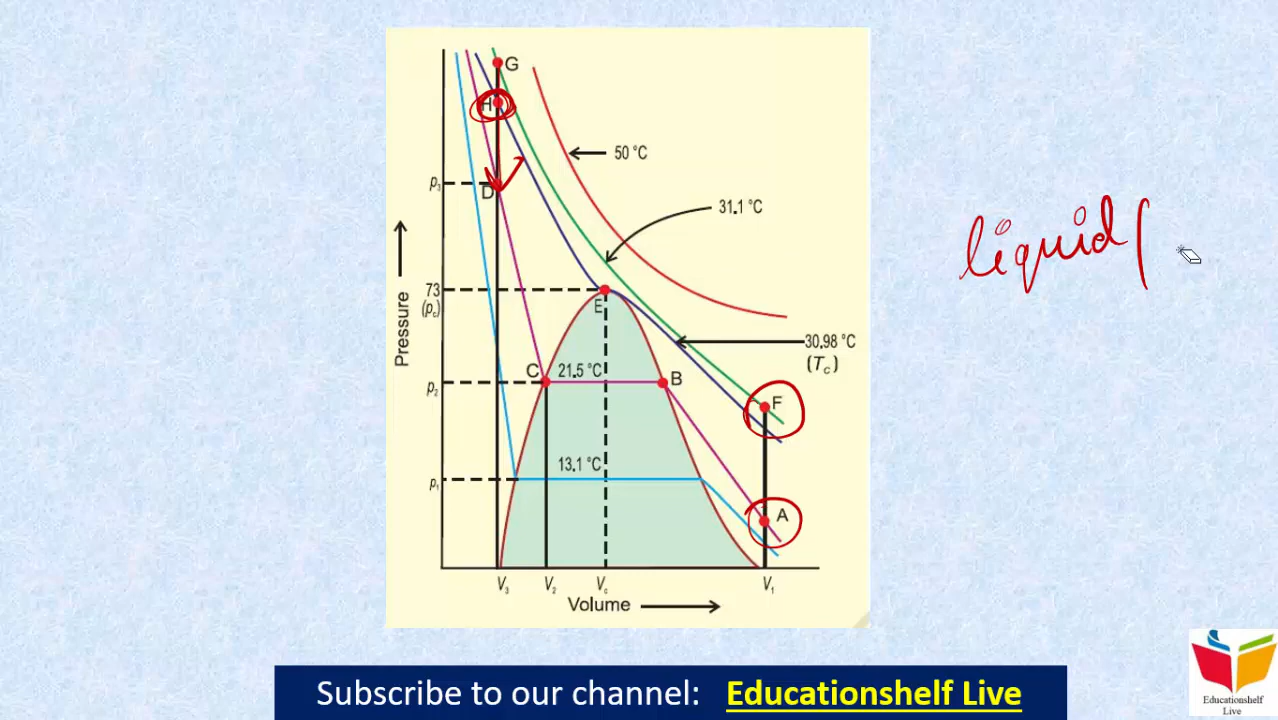 G
H
50 °C
p3
D
31.1 °C
liquid (
73
(pc)
E
Pressure
30.98 °C
(Tc)
C
21.5 °C
B
p2
F
13.1 °C
p1
A
V3
V2
Vc
V1
Volume
Subscribe to our channel: Educationshelf Live
Educationshelf
Live